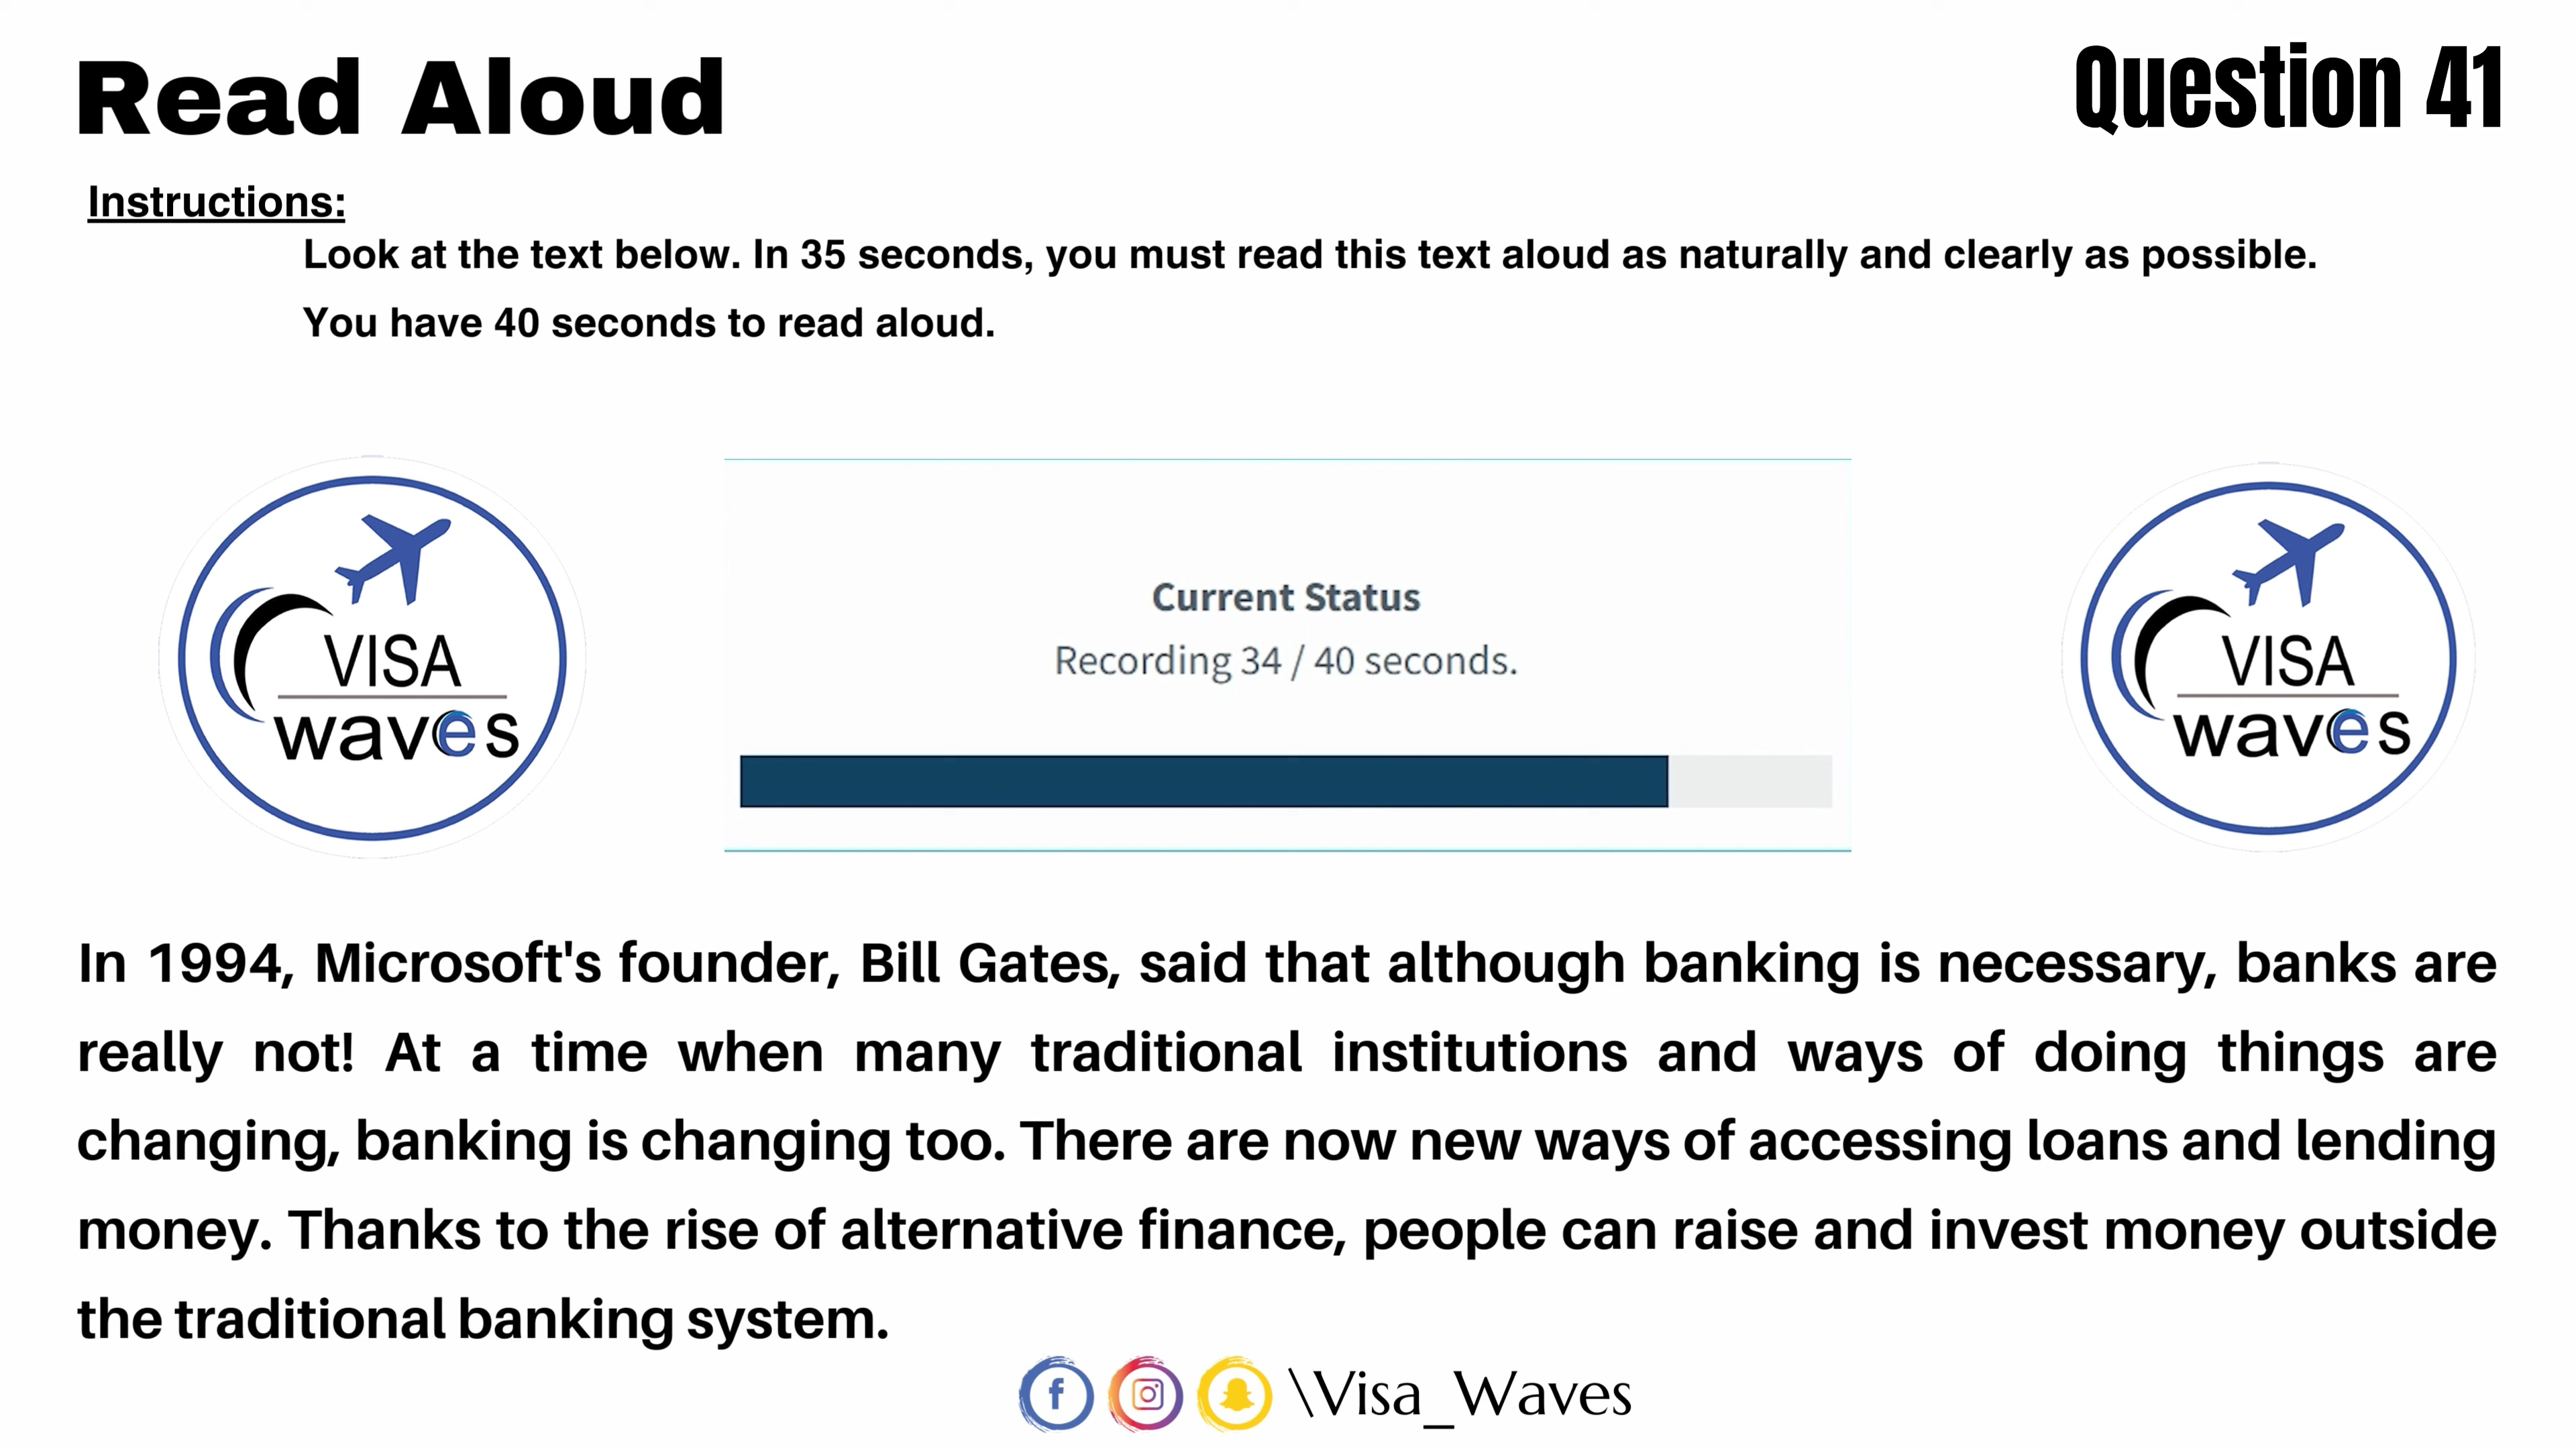 Read Aloud
Question 41
Instructions:
Look at the text below. In 35 seconds, you must read this text aloud as naturally and clearly as possible.
You have 40 seconds to read aloud.
VISA
waves
Current Status
Recording 34 / 40 seconds.
VISA
waves
In 1994, Microsoft's founder, Bill Gates, said that although banking is necessary, banks are
really not! At a time when many traditional institutions and ways of doing things are
changing, banking is changing too. There are now new ways of accessing loans and lending
money. Thanks to the rise of alternative finance, people can raise and invest money outside
the traditional banking system.
\Visa_Waves